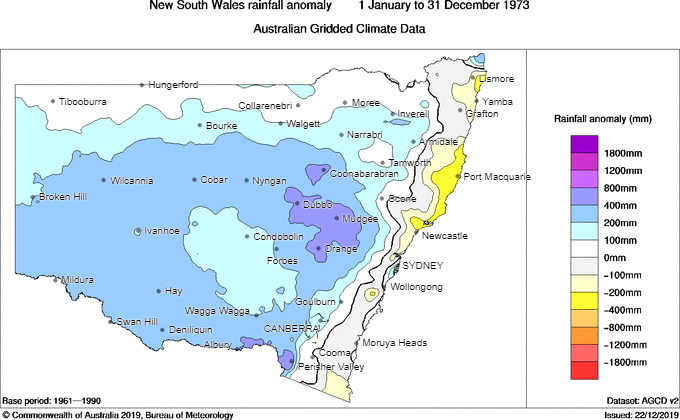 New South Wales rainfall anomaly 1 January to 31 December 1973
Australian Gridded Climate Data
Hungerford
Tibooburra
Lismore
Yamba
Grafton
Collarenebri
Moree
Inverell
Bourke
Walgett
Narrabri
Armidale
Tamworth
Coonabarabran
Port Macquarie
Wilcannia
Cobar
Nyngan
Broken Hill
Scone
Dubbo
Mudgee
Newcastle
Ivanhoe
Condobolin
Orange
Forbes
SYDNEY
Mildura
Wollongong
Hay
Goulburn
Wagga Wagga
Swan Hill
Deniliquin
CANBERRA
Albury
Moruya Heads
Cooma
Perisher Valley
Rainfall anomaly (mm)
1800mm
1200mm
800mm
400mm
200mm
100mm
0mm
−100mm
−200mm
−400mm
−800mm
−1200mm
−1800mm
Base period: 1961—1990
Dataset: AGCD v2
© Commonwealth of Australia 2019, Bureau of Meteorology
Issued: 22/12/2019